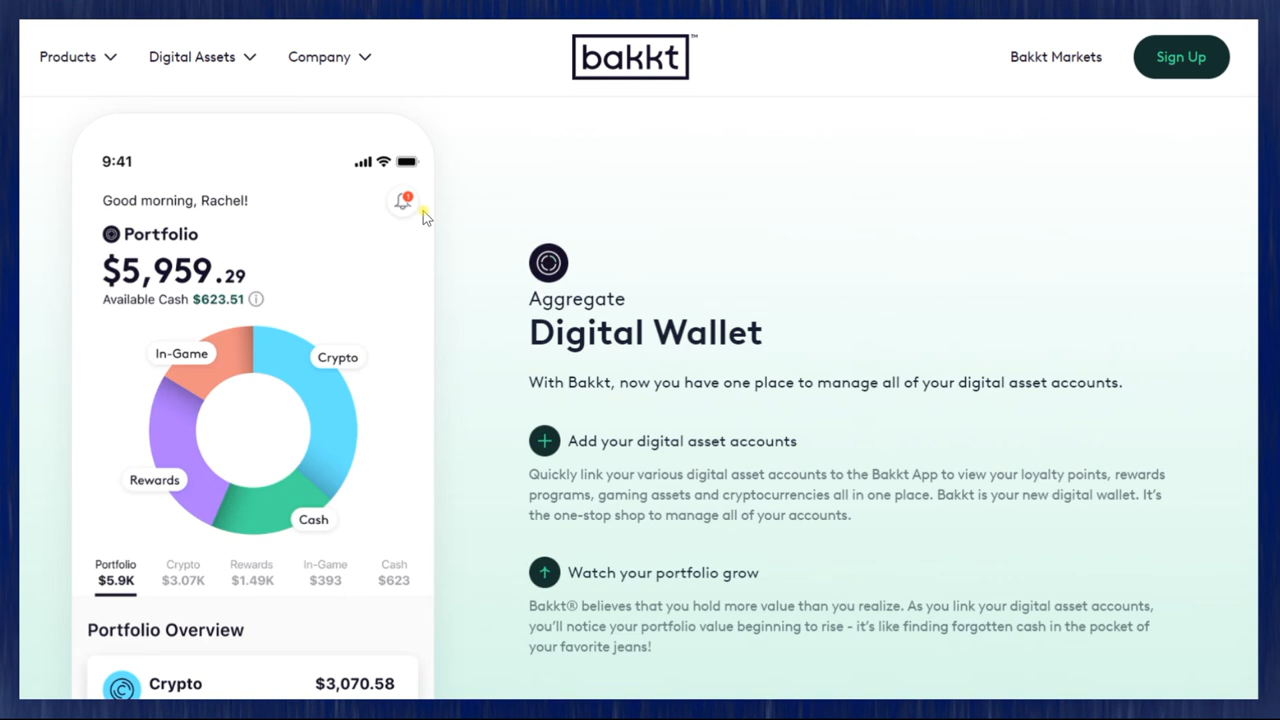 Products
Digital Assets
Company
bakkt™
Bakkt Markets
Sign Up
9:41
Good morning, Rachel!
1
Portfolio
$5,959.29
Available Cash $623.51
In-Game
Crypto
Rewards
Cash
Portfolio Crypto Rewards In-Game Cash
$5.9K $3.07K $1.49K $393 $623
Portfolio Overview
Crypto $3,070.58
Aggregate
Digital Wallet
With Bakkt, now you have one place to manage all of your digital asset accounts.
Add your digital asset accounts
Quickly link your various digital asset accounts to the Bakkt App to view your loyalty points, rewards
programs, gaming assets and cryptocurrencies all in one place. Bakkt is your new digital wallet. It's
the one-stop shop to manage all of your accounts.
Watch your portfolio grow
Bakkt® believes that you hold more value than you realize. As you link your digital asset accounts,
you'll notice your portfolio value beginning to rise - it's like finding forgotten cash in the pocket of
your favorite jeans!